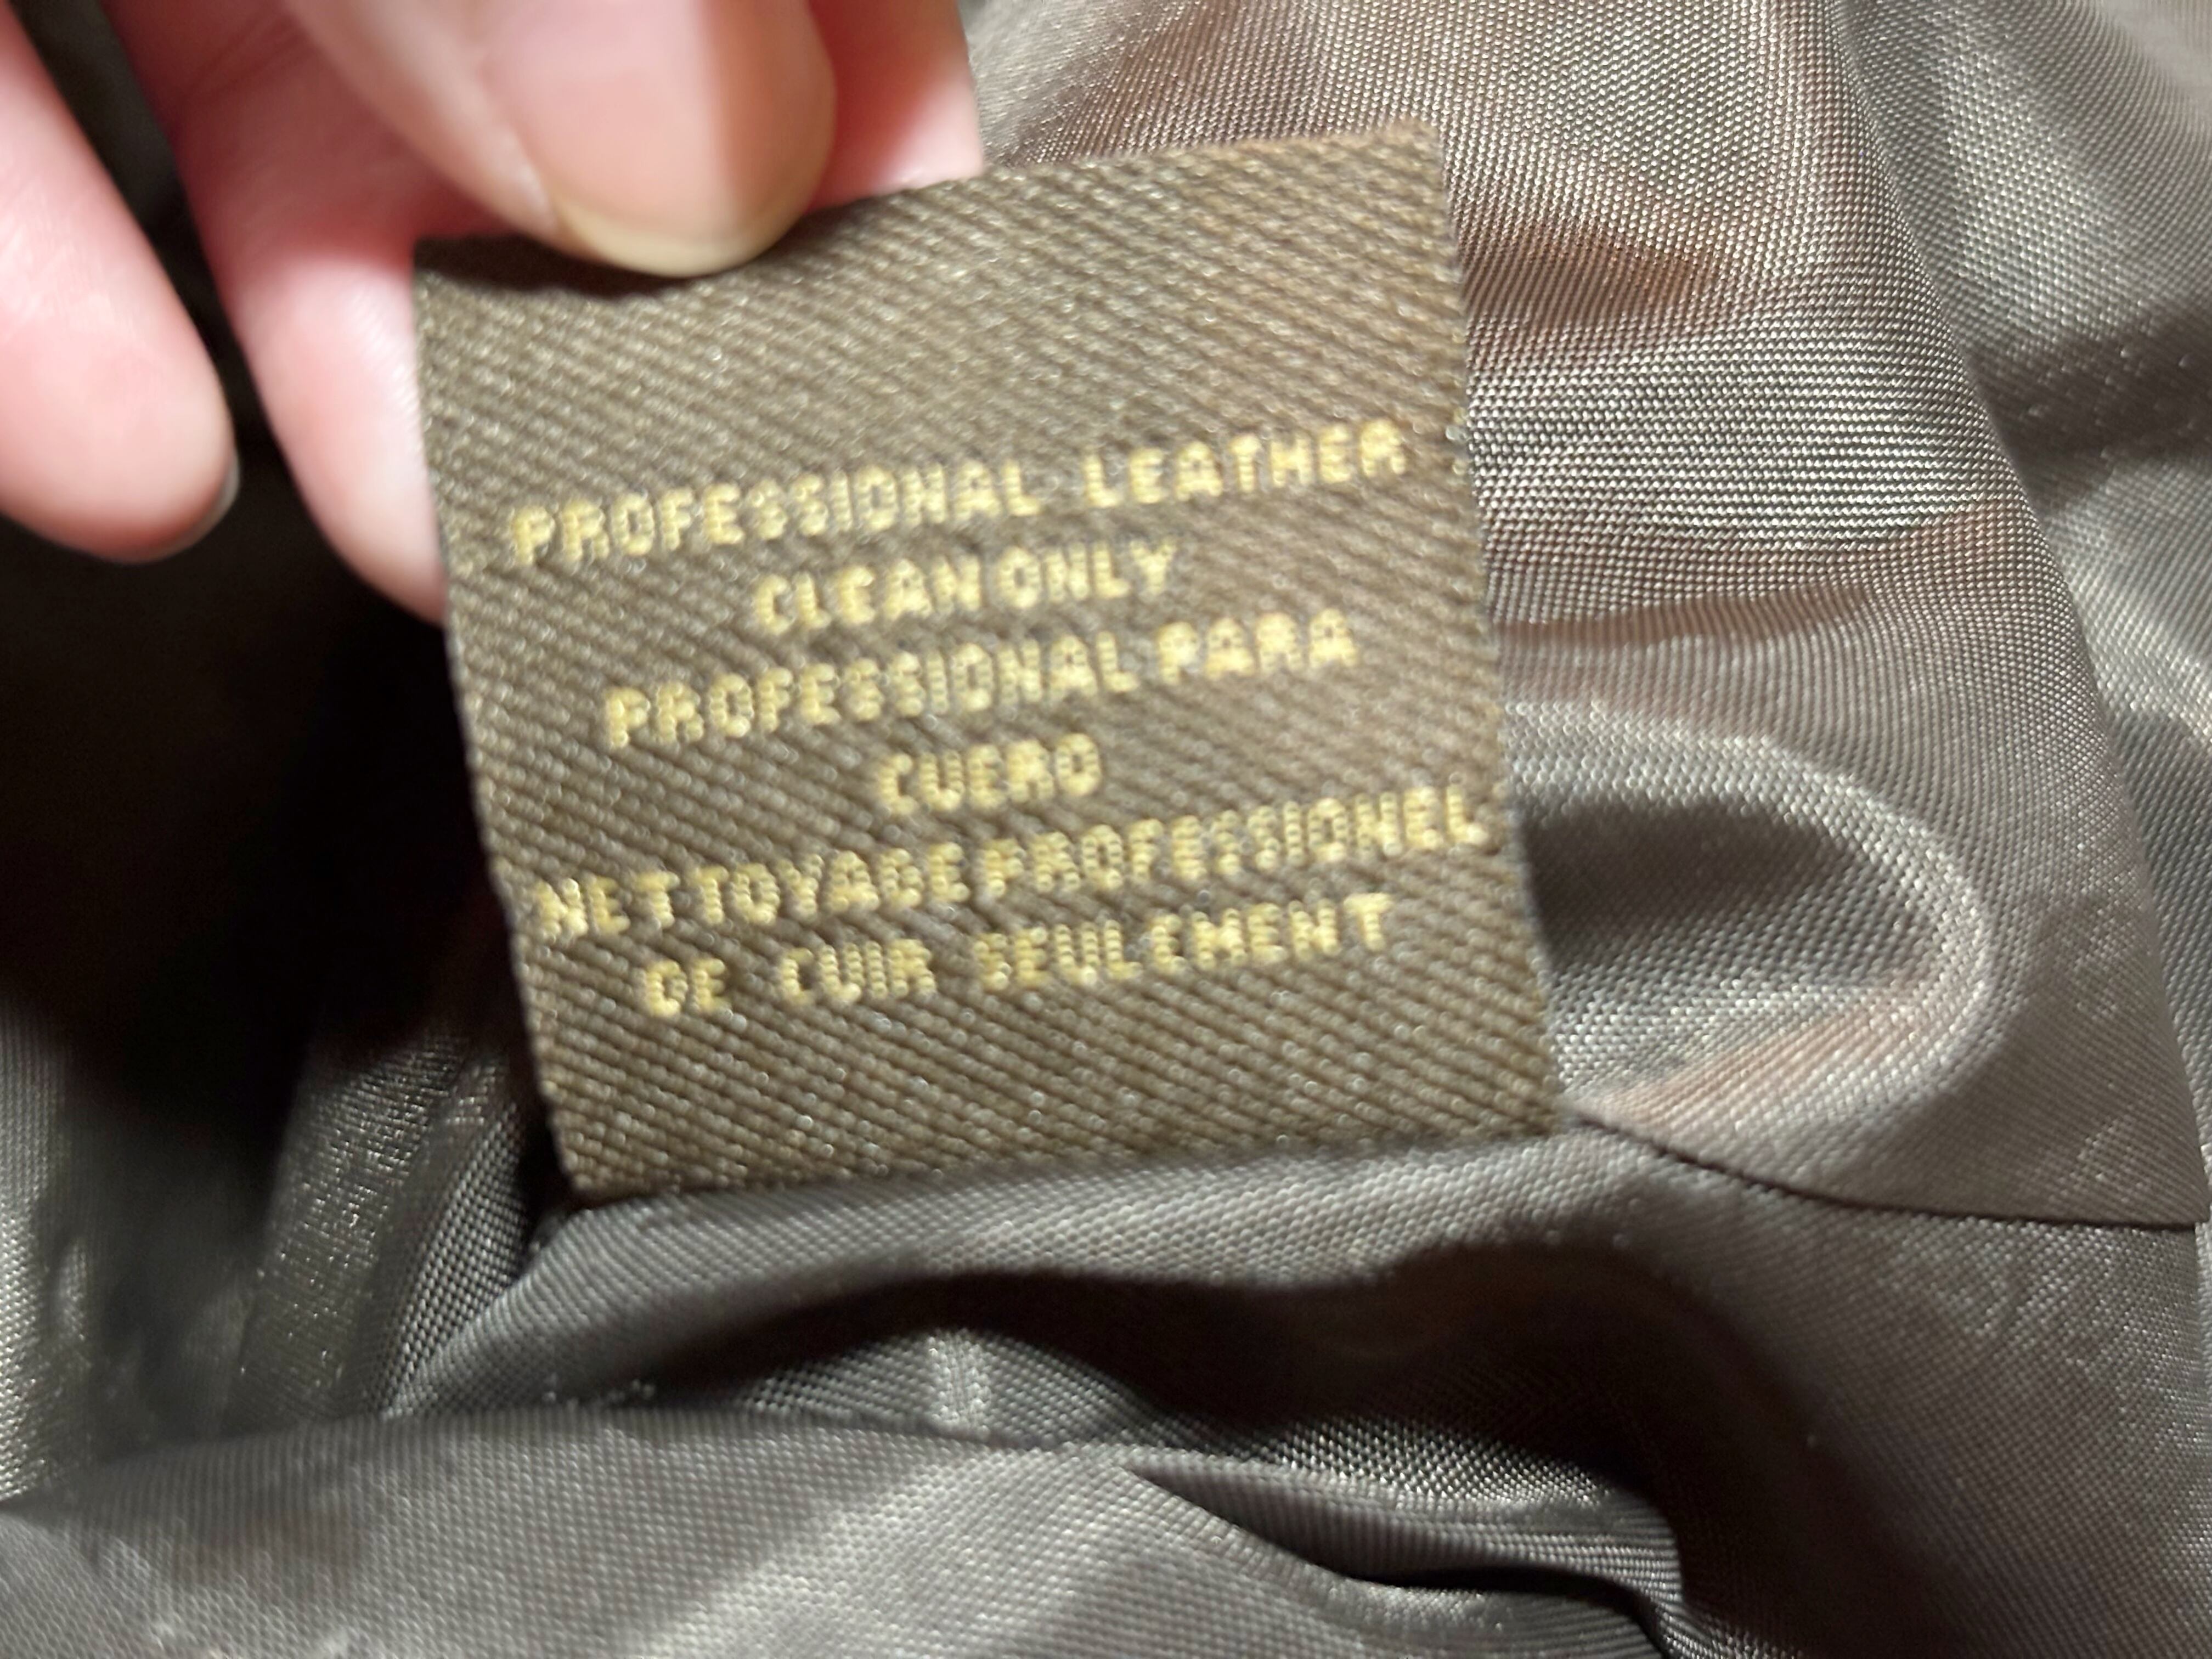 PROFESSIONAL LEATHER
CLEAN ONLY
PROFESSIONAL PARA
CUERO
NETTOYAGE PROFESSIONEL
DE CUIR SEULEMENT